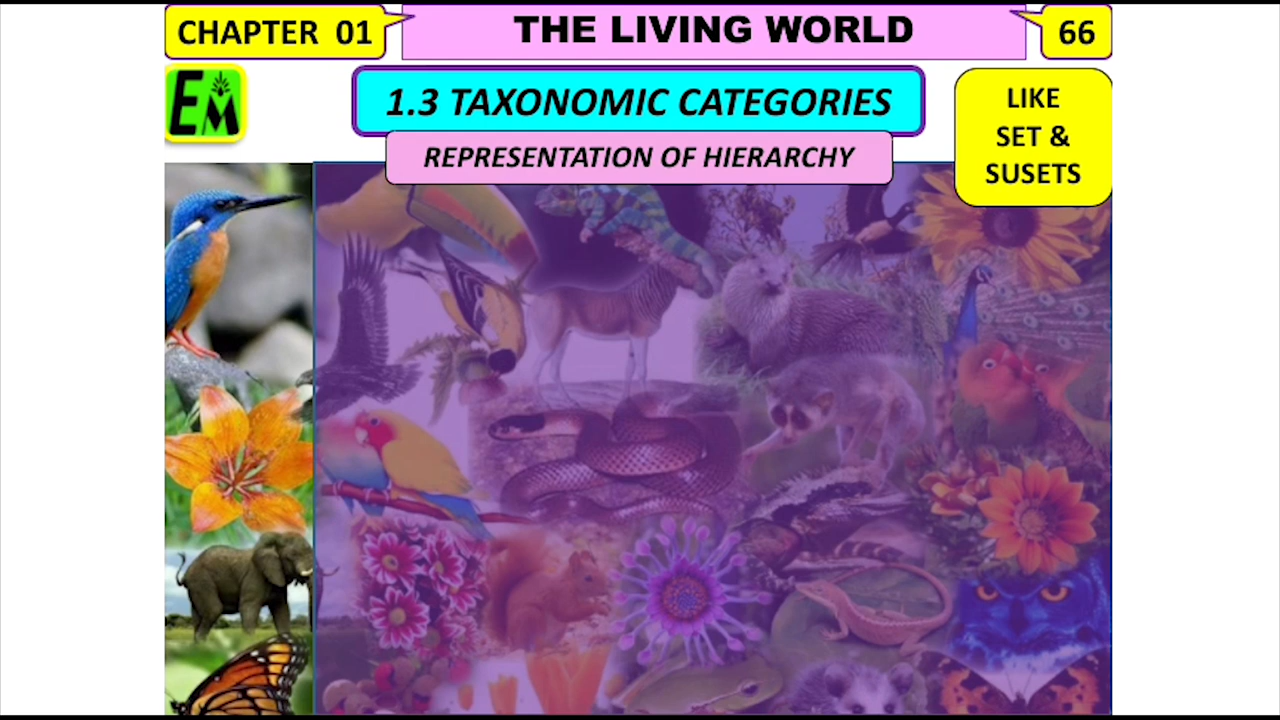 CHAPTER 01
THE LIVING WORLD
66
EM
1.3 TAXONOMIC CATEGORIES
REPRESENTATION OF HIERARCHY
LIKE
SET &
SUSETS